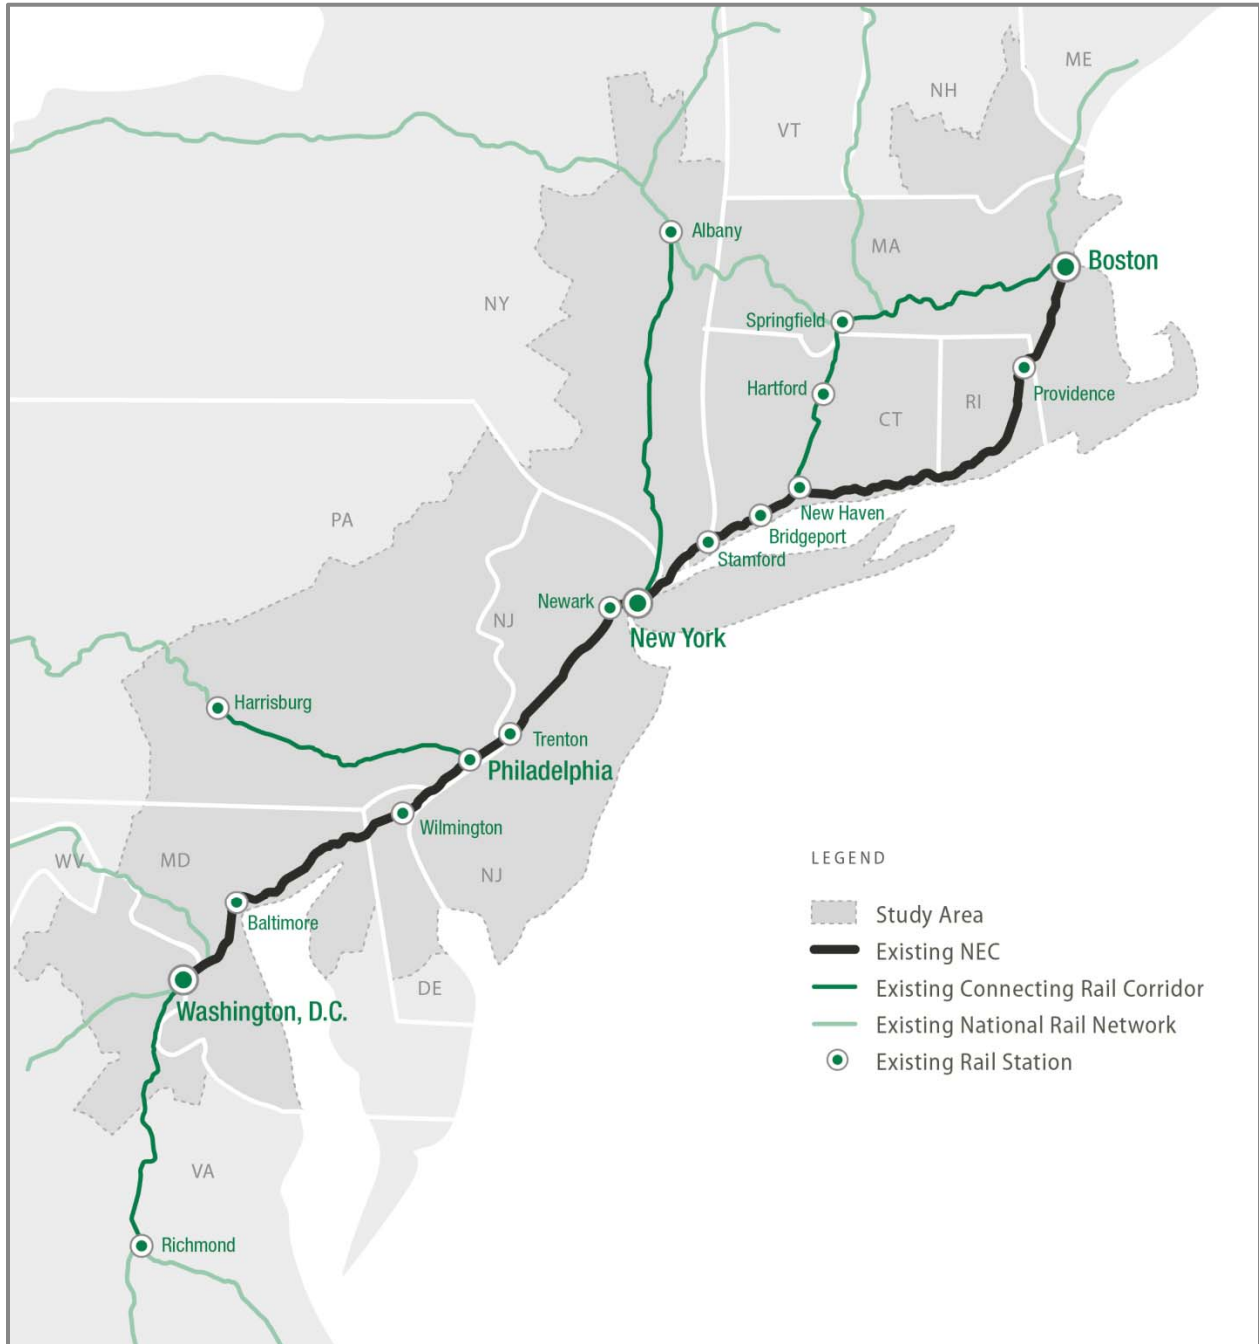 ME
NH
VT
Albany
MA
Boston
NY
Springfield
Hartford
Providence
RI
CT
New Haven
Bridgeport
PA
Stamford
Newark
NJ
New York
Harrisburg
Trenton
Philadelphia
Wilmington
WV
MD
NJ
Baltimore
DE
Washington, D.C.
VA
Richmond
LEGEND
Study Area
Existing NEC
Existing Connecting Rail Corridor
Existing National Rail Network
Existing Rail Station